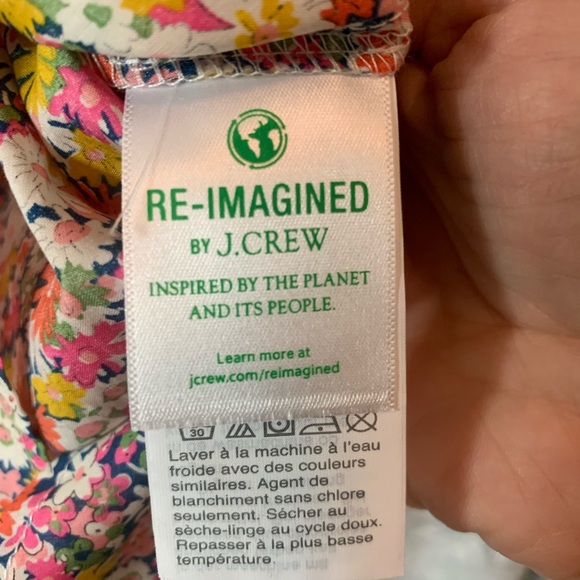 RE-IMAGINED
BY J.CREW
INSPIRED BY THE PLANET
AND ITS PEOPLE.
Learn more at
jcrew.com/reimagined
30
Laver à la machine à l'eau
froide avec des couleurs
similaires. Agent de
blanchiment sans chlore
seulement. Sécher au
sèche-linge au cycle doux.
Repasser à la plus basse
température.